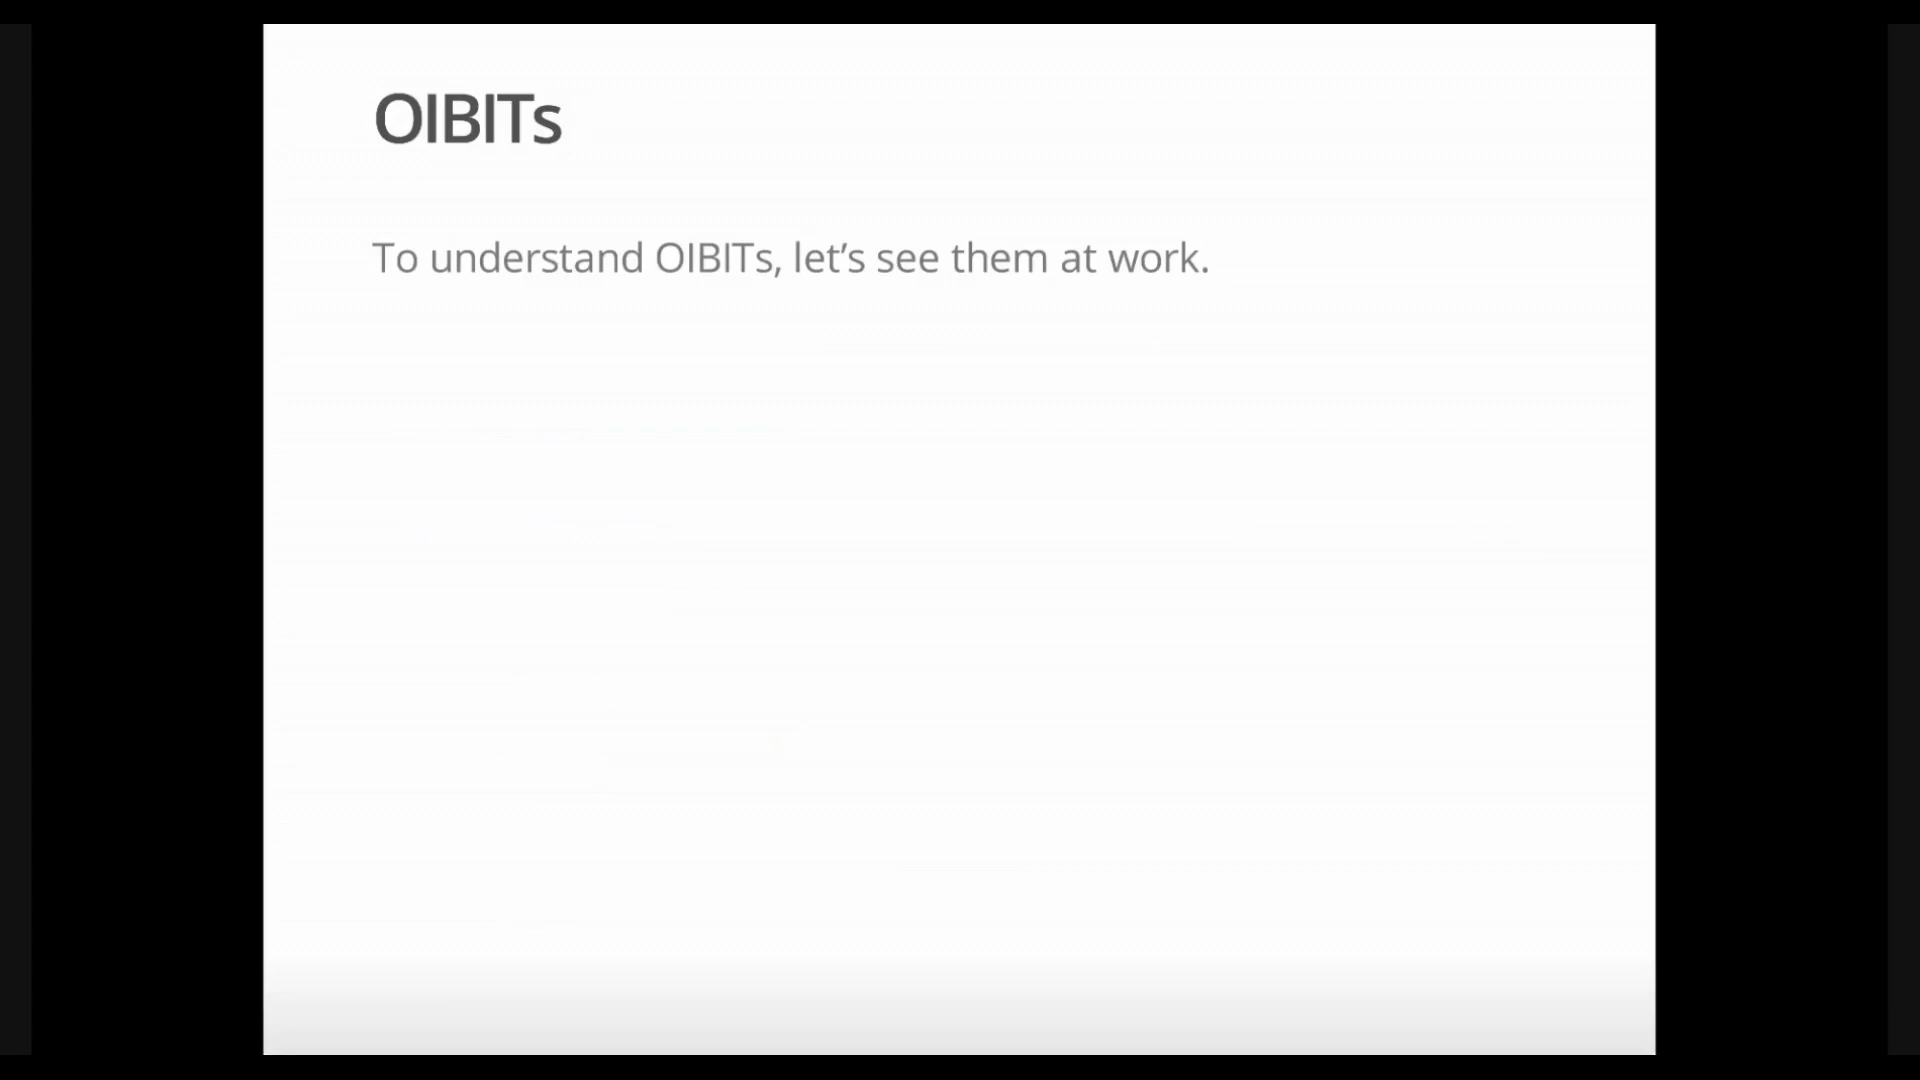 OIBITs
To understand OIBITs, let’s see them at work.